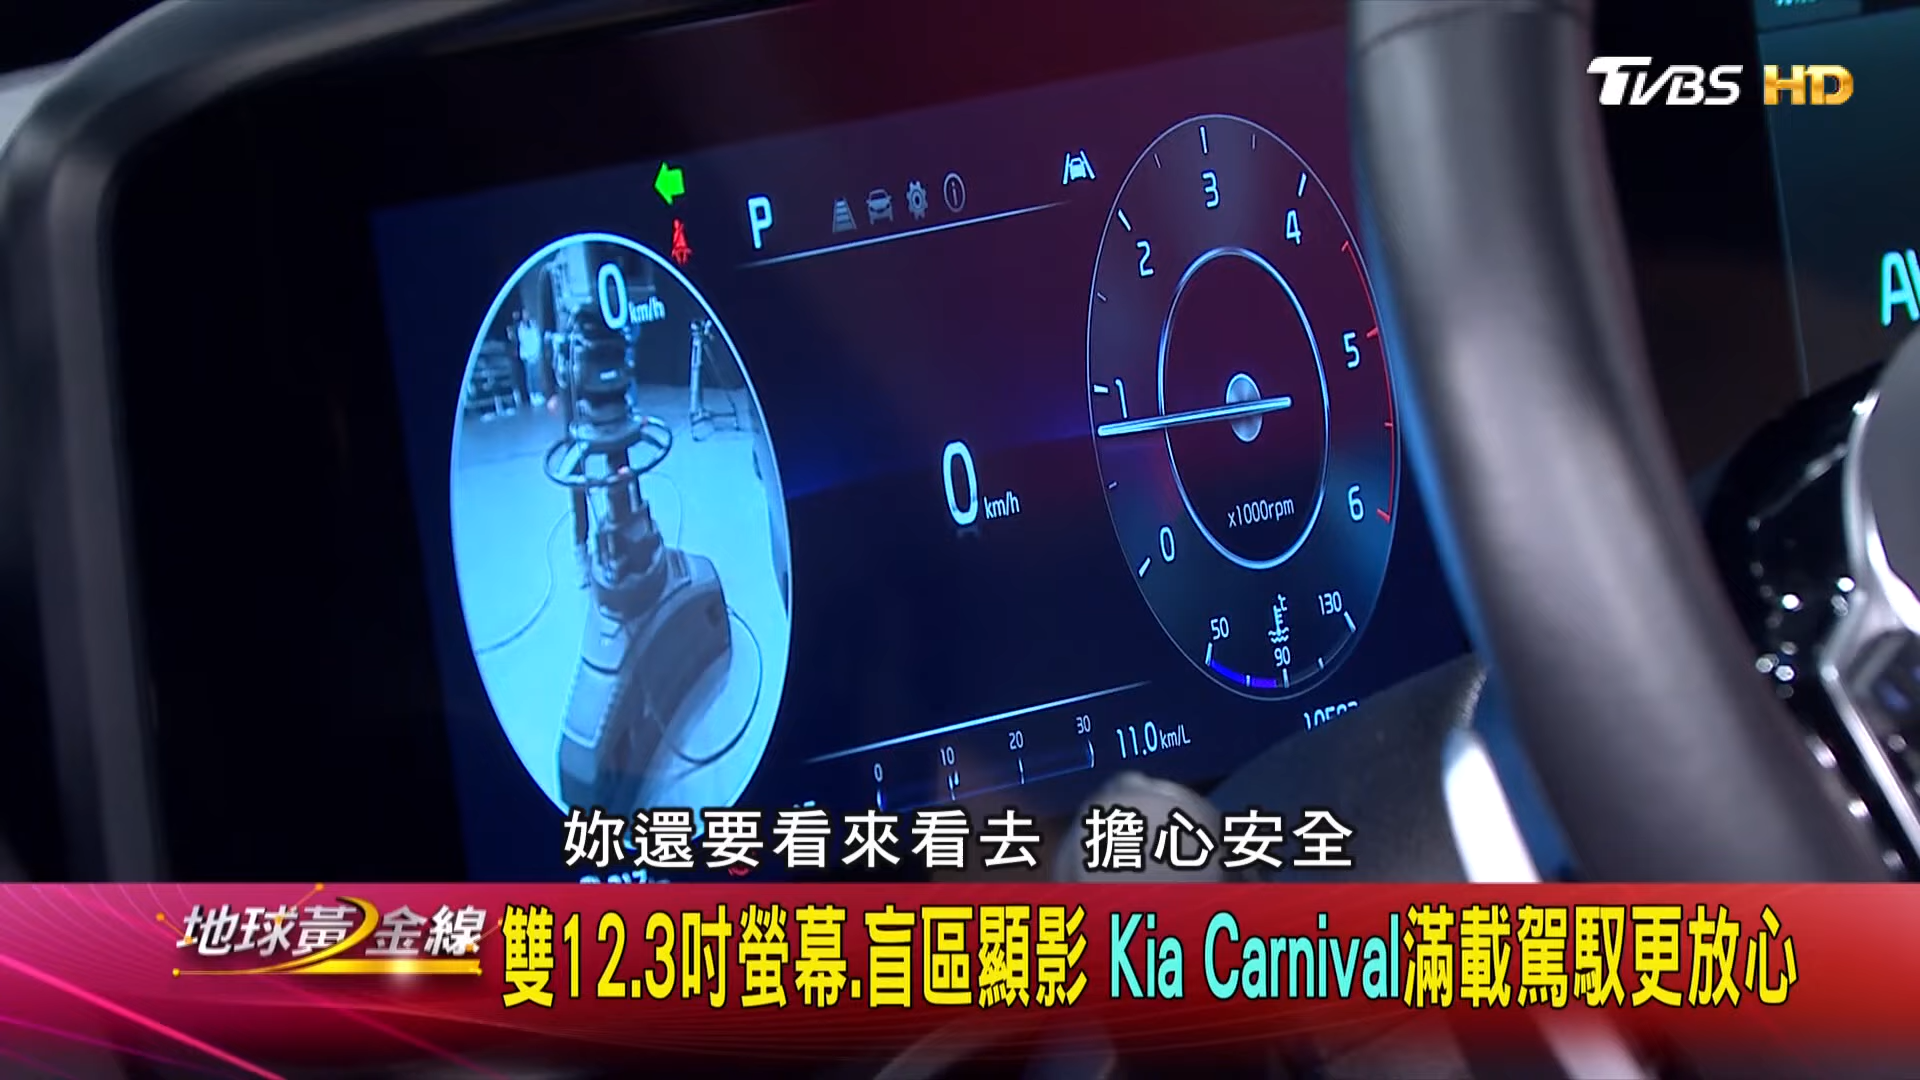 TVBS HD
P
0 km/h
0 km/h
0
1
2
3
4
5
6
x1000rpm
50
90
130
℃
0
10
20
30
11.0 km/L
妳還要看來看去 擔心安全
地球黃金線
雙12.3吋螢幕.盲區顯影 Kia Carnival滿載駕馭更放心